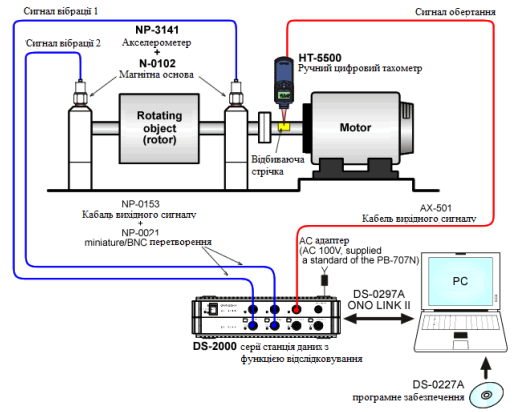 Сигнал вібрації 1
Сигнал обертання
NP-3141
Акселерометр
+
N-0102
Магнітна основа
Сигнал вібрації 2
HT-5500
Ручний цифровий тахометр
Rotating
object
(rotor)
Motor
Відбиваюча
стрічка
NP-0153
Кабаль вихідного сигналу
+
NP-0021
miniature/BNC перетворення
AX-501
Кабель вихідного сигналу
AC адаптер
(AC 100V, supplied
a standard of the PB-707N)
PC
DS-0297A
ONO LINK II
DS-2000 серії станція даних з
функцією відслідковування
DS-0227A
програмне забезпечення